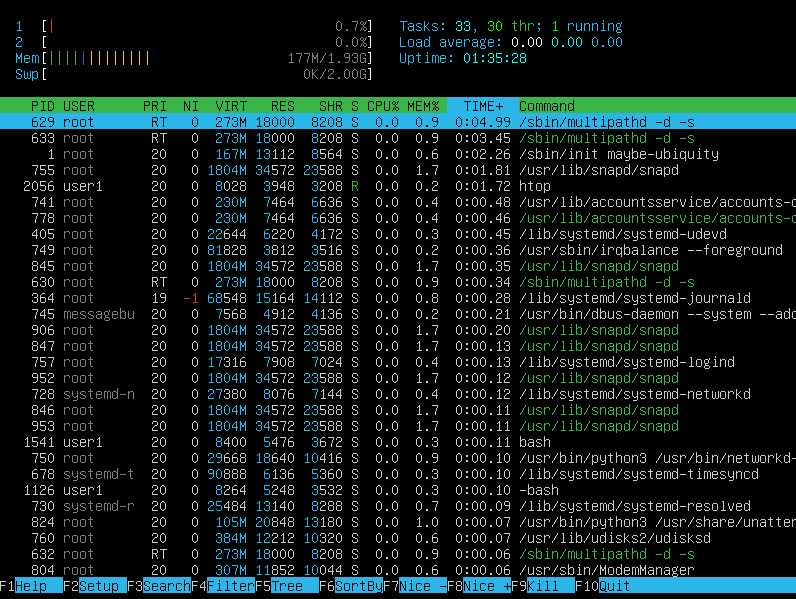 1 [| 0.7%] Tasks: 33, 30 thr; 1 running
2 [ 0.0%] Load average: 0.00 0.00 0.00
Mem[||||||||||||| 177M/1.93G] Uptime: 01:35:28
Swp[ 0K/2.00G]
PID USER PRI NI VIRT RES SHR S CPU% MEM% TIME+ Command
629 root RT 0 273M 18000 8208 S 0.0 0.9 0:04.99 /sbin/multipathd -d -s
633 root RT 0 273M 18000 8208 S 0.0 0.9 0:03.45 /sbin/multipathd -d -s
1 root 20 0 167M 13112 8564 S 0.0 0.6 0:02.26 /sbin/init maybe-ubiquity
755 root 20 0 1804M 34572 23588 S 0.0 1.7 0:01.81 /usr/lib/snapd/snapd
2056 user1 20 0 8028 3948 3208 R 0.0 0.2 0:01.72 htop
741 root 20 0 230M 7464 6636 S 0.0 0.4 0:00.48 /usr/lib/accountsservice/accounts-d
778 root 20 0 230M 7464 6636 S 0.0 0.4 0:00.46 /usr/lib/accountsservice/accounts-d
405 root 20 0 22644 6220 4172 S 0.0 0.3 0:00.45 /lib/systemd/systemd-udevd
749 root 20 0 81828 3812 3516 S 0.0 0.2 0:00.36 /usr/sbin/irqbalance --foreground
845 root 20 0 1804M 34572 23588 S 0.0 1.7 0:00.35 /usr/lib/snapd/snapd
630 root RT 0 273M 18000 8208 S 0.0 0.9 0:00.34 /sbin/multipathd -d -s
364 root 19 -1 68548 15164 14112 S 0.0 0.8 0:00.28 /lib/systemd/systemd-journald
745 messagebu 20 0 7568 4912 4136 S 0.0 0.2 0:00.21 /usr/bin/dbus-daemon --system --add
906 root 20 0 1804M 34572 23588 S 0.0 1.7 0:00.20 /usr/lib/snapd/snapd
847 root 20 0 1804M 34572 23588 S 0.0 1.7 0:00.13 /usr/lib/snapd/snapd
757 root 20 0 17316 7908 7024 S 0.0 0.4 0:00.13 /lib/systemd/systemd-logind
952 root 20 0 1804M 34572 23588 S 0.0 1.7 0:00.12 /usr/lib/snapd/snapd
728 systemd-n 20 0 27380 8076 7144 S 0.0 0.4 0:00.12 /lib/systemd/systemd-networkd
846 root 20 0 1804M 34572 23588 S 0.0 1.7 0:00.11 /usr/lib/snapd/snapd
953 root 20 0 1804M 34572 23588 S 0.0 1.7 0:00.11 /usr/lib/snapd/snapd
1541 user1 20 0 8400 5476 3672 S 0.0 0.3 0:00.11 bash
750 root 20 0 29668 18640 10416 S 0.0 0.9 0:00.10 /usr/bin/python3 /usr/bin/networkd-
678 systemd-t 20 0 90888 6136 5360 S 0.0 0.3 0:00.10 /lib/systemd/systemd-timesyncd
1126 user1 20 0 8264 5248 3532 S 0.0 0.3 0:00.10 -bash
730 systemd-r 20 0 25484 13140 8288 S 0.0 0.7 0:00.09 /lib/systemd/systemd-resolved
824 root 20 0 105M 20848 13180 S 0.0 1.0 0:00.07 /usr/bin/python3 /usr/share/unatten
760 root 20 0 384M 12212 10320 S 0.0 0.6 0:00.07 /usr/lib/udisks2/udisksd
632 root RT 0 273M 18000 8208 S 0.0 0.9 0:00.06 /sbin/multipathd -d -s
804 root 20 0 307M 11852 10044 S 0.0 0.6 0:00.06 /usr/sbin/ModemManager
F1Help F2Setup F3SearchF4FilterF5Tree F6SortByF7Nice -F8Nice +F9Kill F10Quit